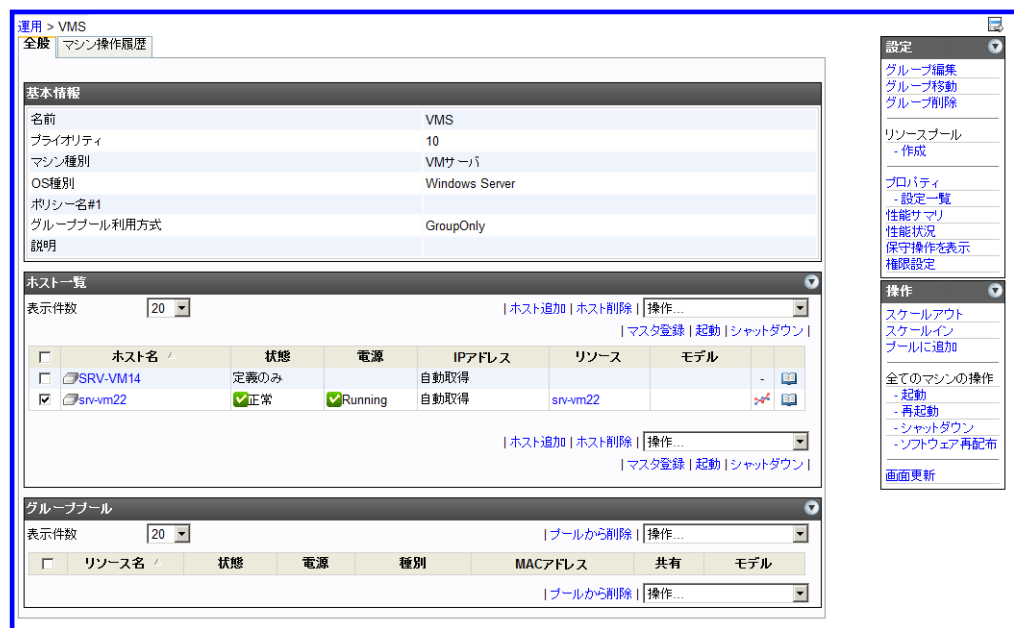 運用 > VMS
全般 マシン操作履歴
基本情報
名前 VMS
プライオリティ 10
マシン種別 VMサーバ
OS種別 Windows Server
ポリシー名#1
グループプール利用方式 GroupOnly
説明
ホスト一覧
表示件数 20 | ホスト追加 | ホスト削除 | 操作...
| マスタ登録 | 起動 | シャットダウン |
ホスト名 状態 電源 IPアドレス リソース モデル
SRV-VM14 定義のみ 自動取得 -
srv-vm22 正常 Running 自動取得 srv-vm22
| ホスト追加 | ホスト削除 | 操作...
| マスタ登録 | 起動 | シャットダウン |
グループプール
表示件数 20 | プールから削除 | 操作...
リソース名 状態 電源 種別 MACアドレス 共有 モデル
| プールから削除 | 操作...
設定
グループ編集
グループ移動
グループ削除
リソースプール
- 作成
プロパティ
- 設定一覧
性能サマリ
性能状況
保守操作を表示
権限設定
操作
スケールアウト
スケールイン
プールに追加
全てのマシンの操作
- 起動
- 再起動
- シャットダウン
- ソフトウェア再配布
画面更新